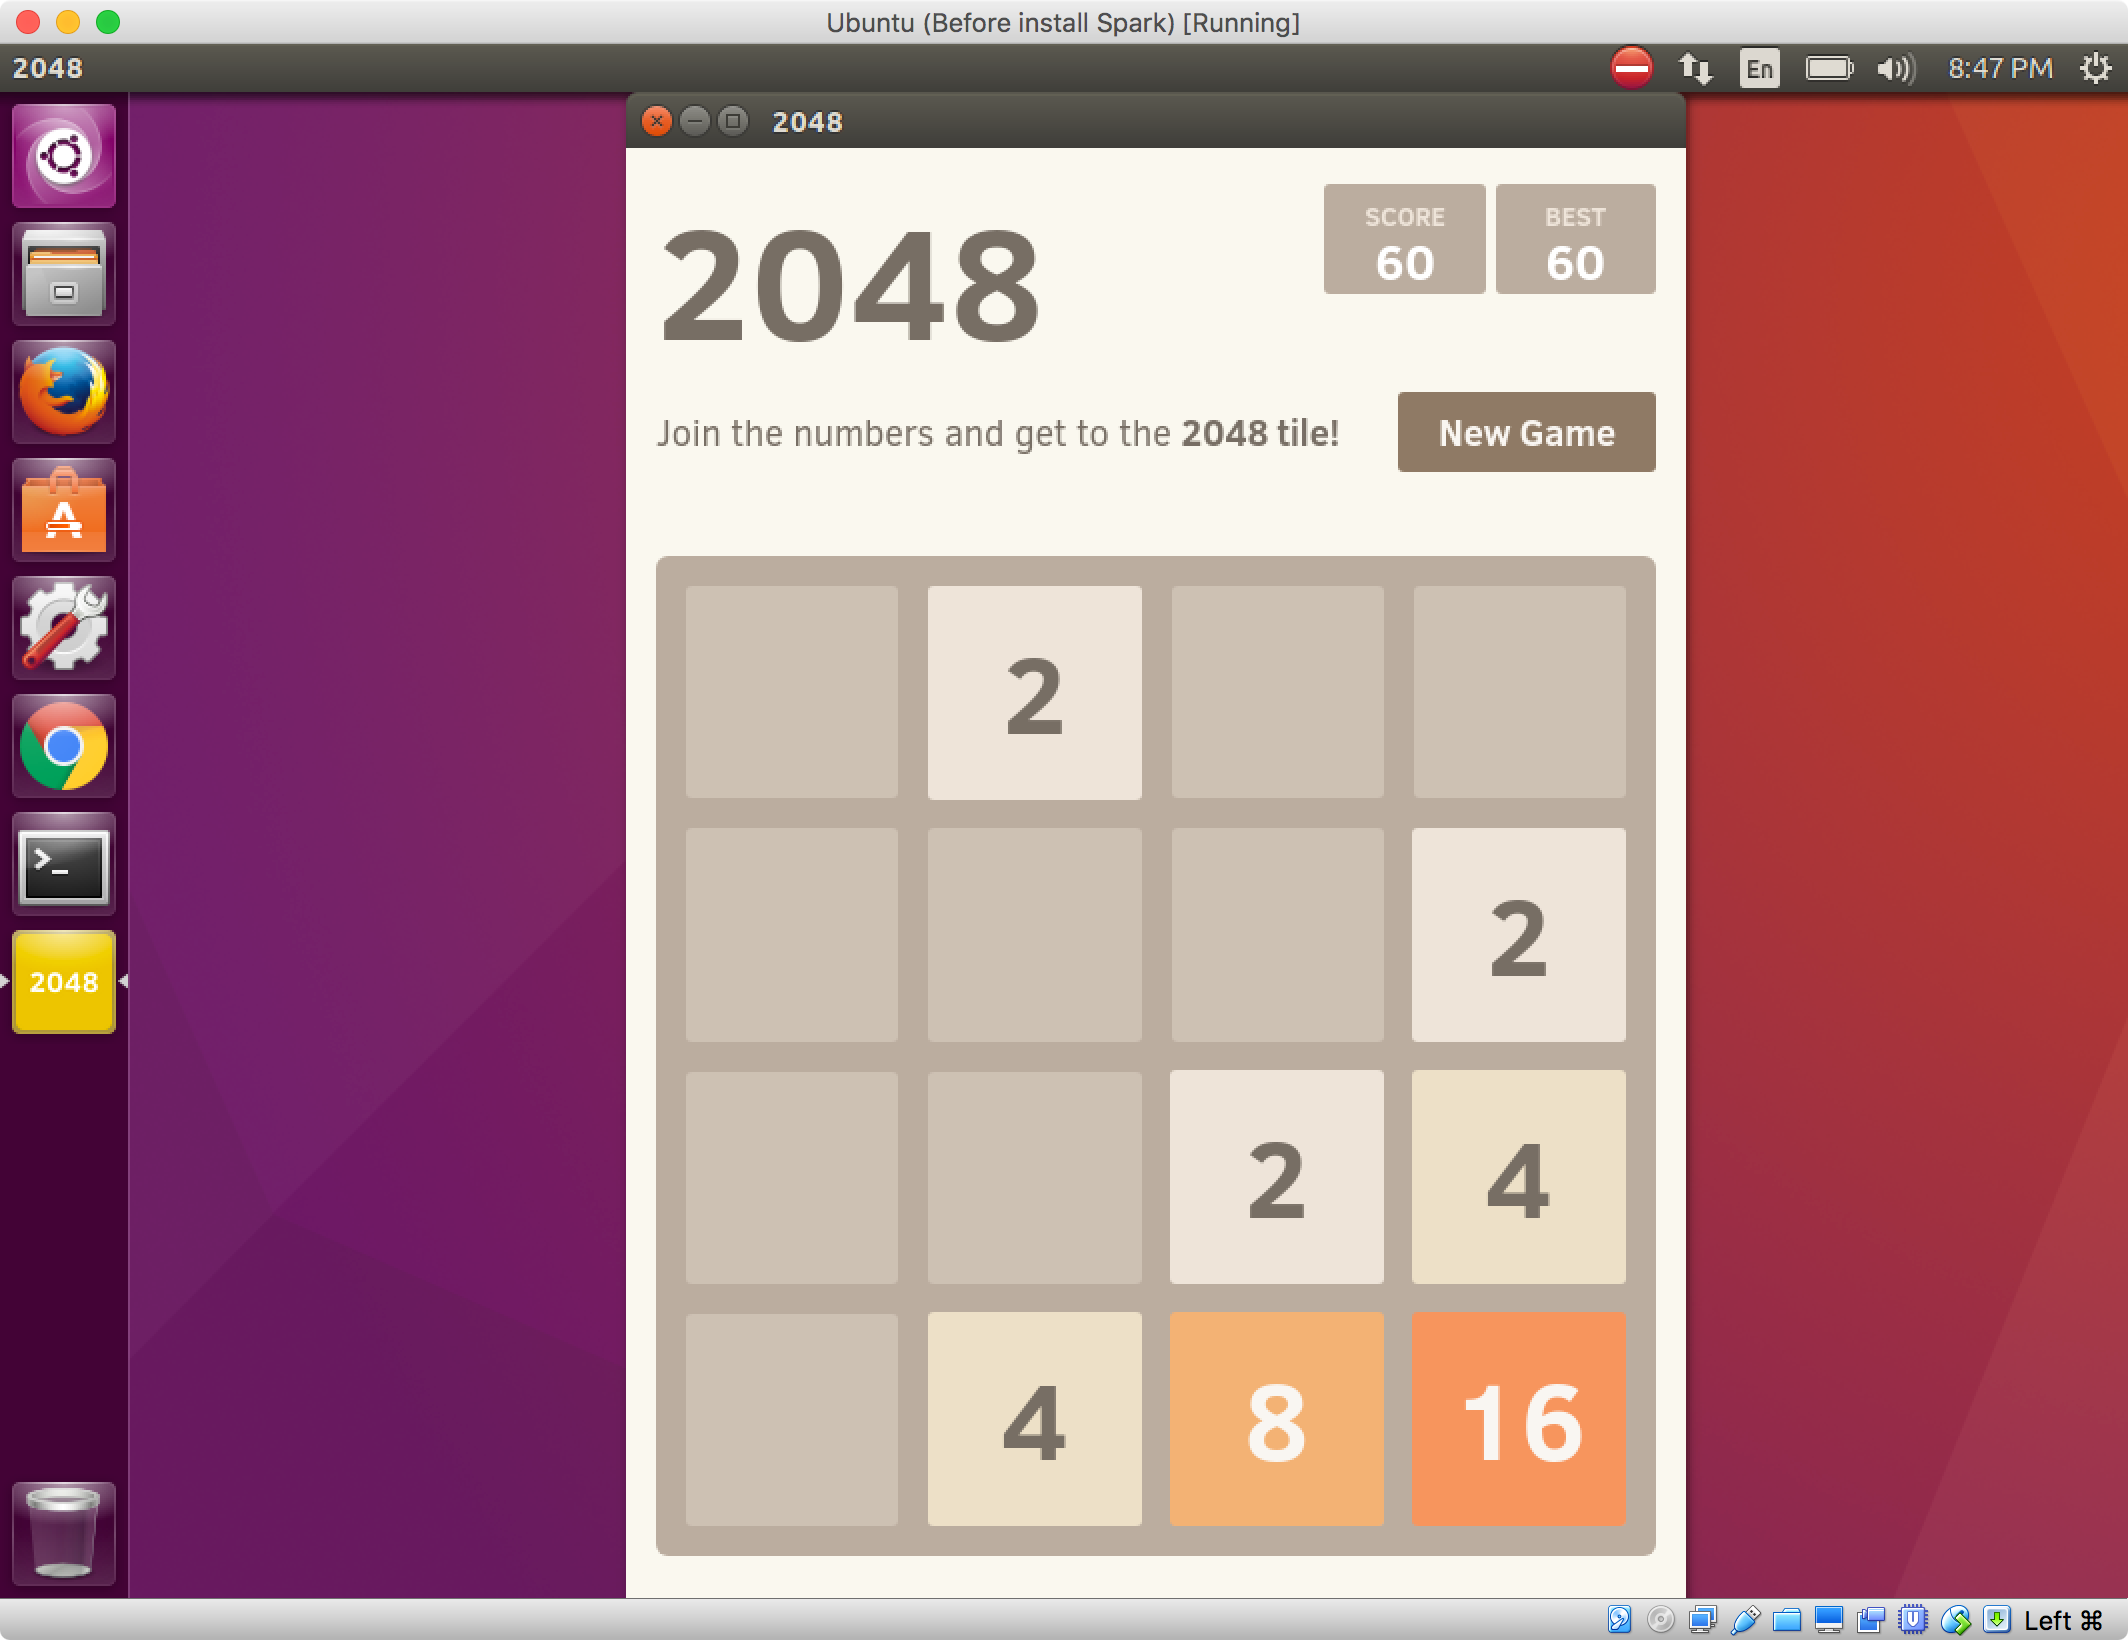 Ubuntu (Before install Spark) [Running]
2048
En
8:47 PM
2048
2048
SCORE
60
BEST
60
Join the numbers and get to the 2048 tile!
New Game
2
2
2 4
4 8 16
2048
Left ⌘